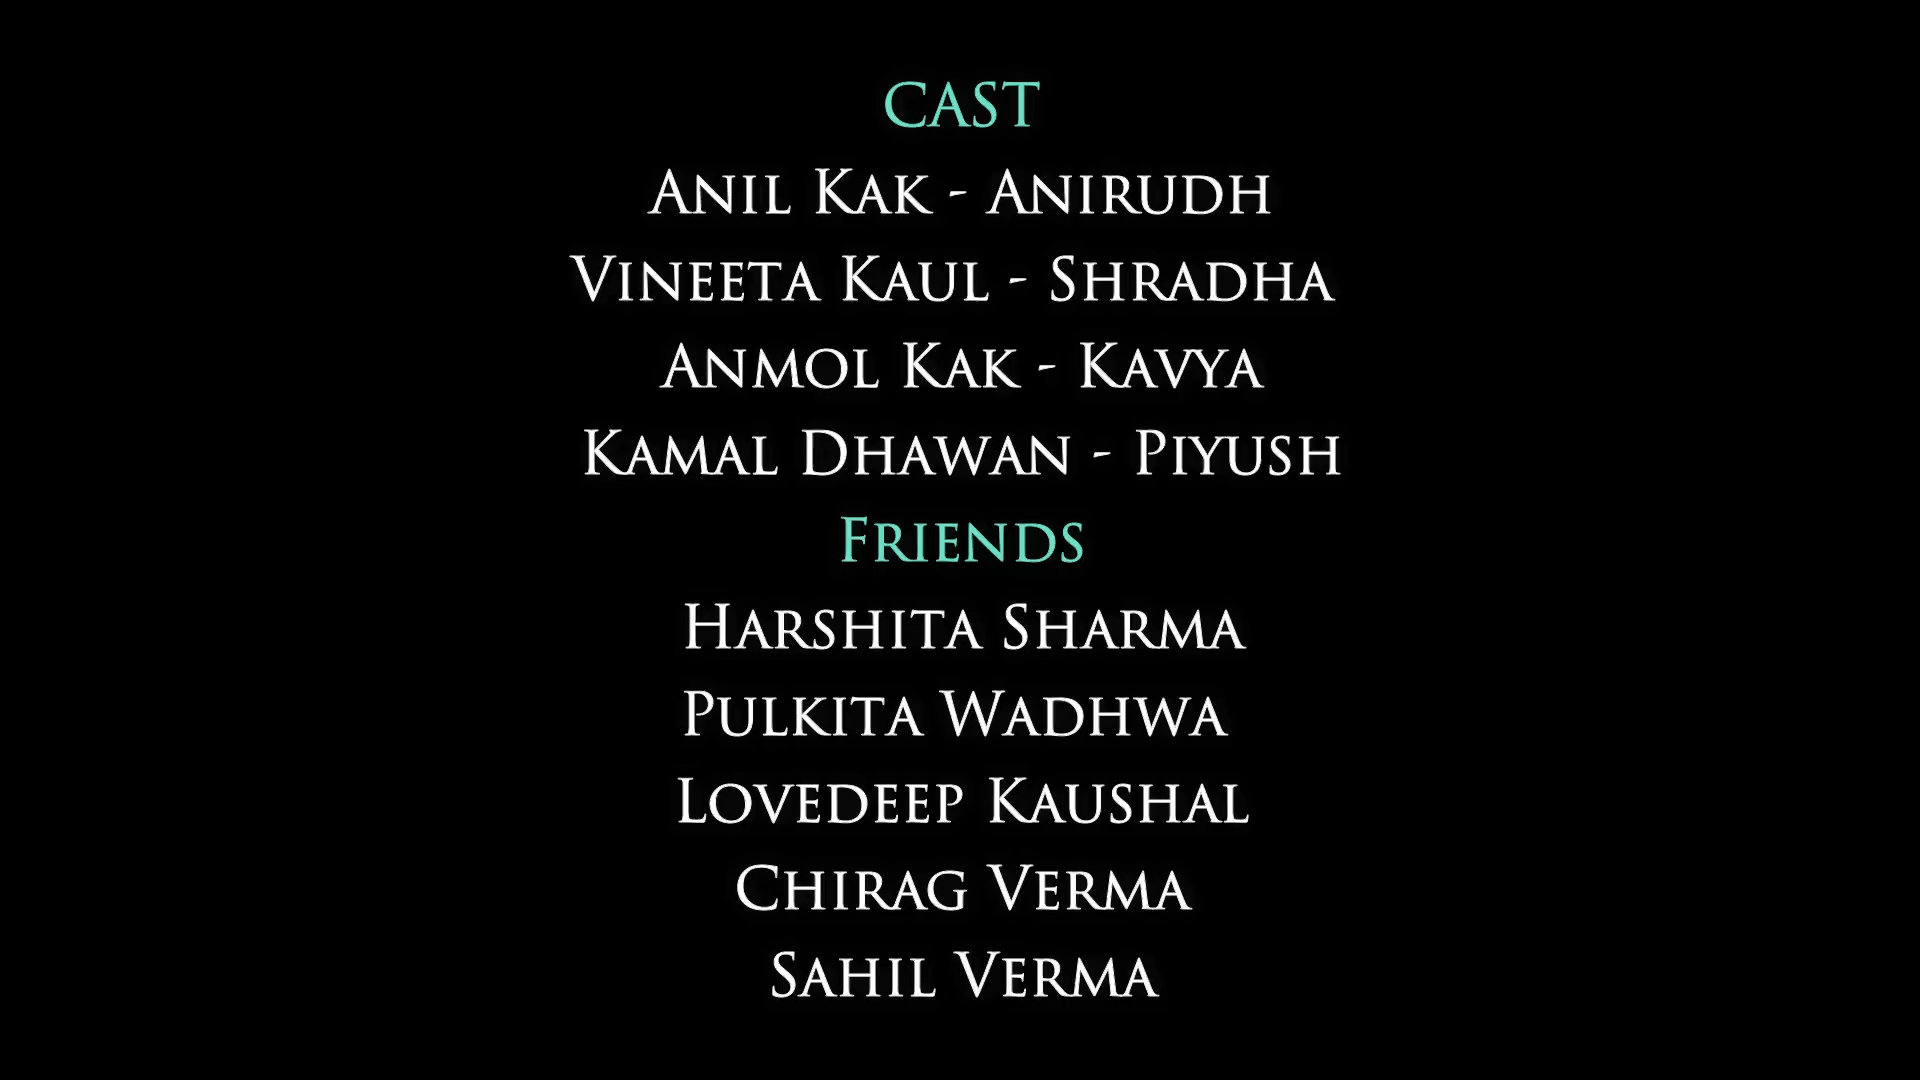 CAST
Anil Kak - Anirudh
Vineeta Kaul - Shradha
Anmol Kak - Kavya
Kamal Dhawan - Piyush
Friends
Harshita Sharma
Pulkita Wadhwa
Lovedeep Kaushal
Chirag Verma
Sahil Verma